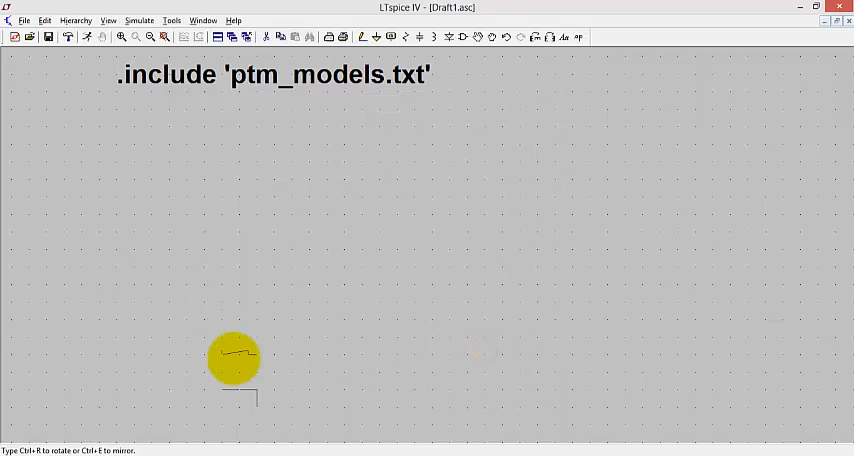 LTspice IV - [Draft1.asc]
File Edit Hierarchy View Simulate Tools Window Help
.include 'ptm_models.txt'
Type Ctrl+R to rotate or Ctrl+E to mirror.